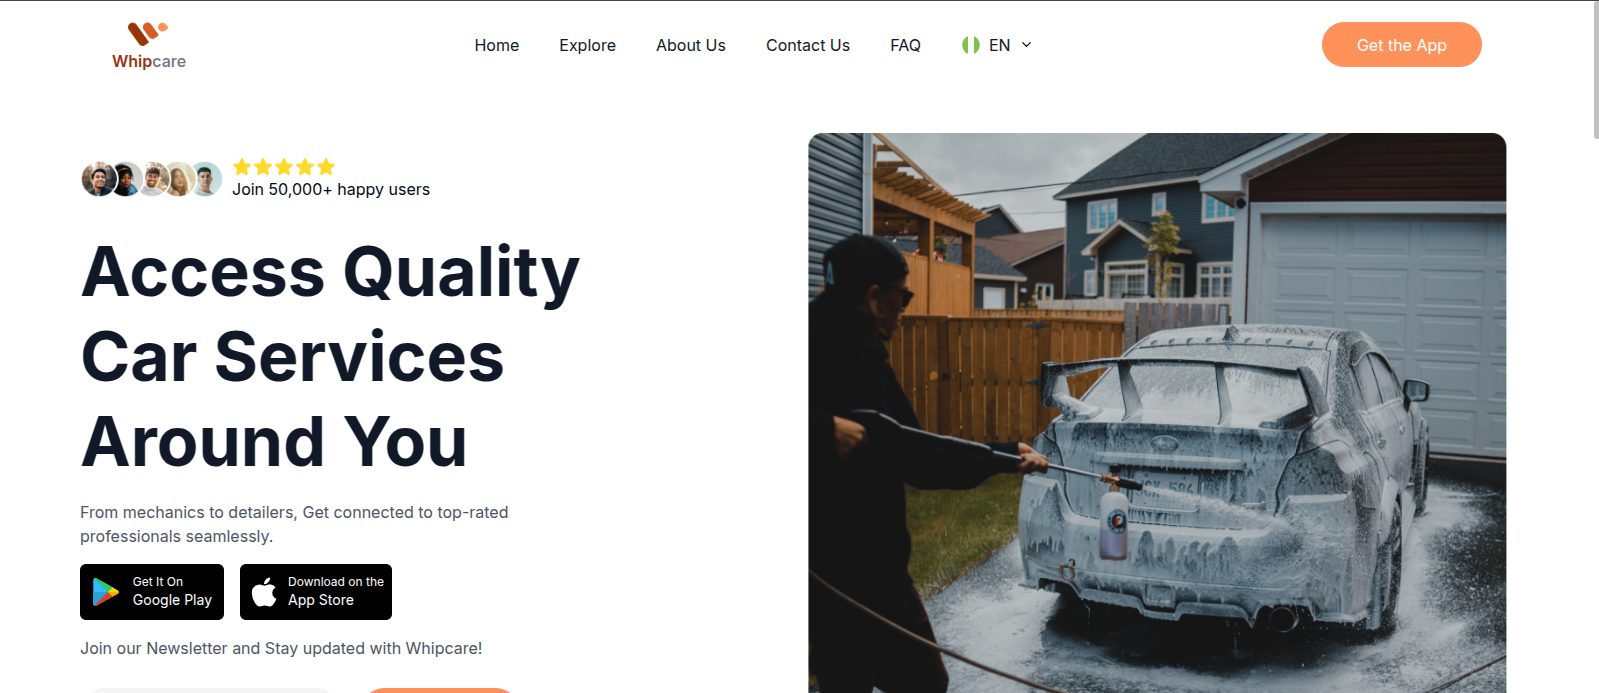 Whipcare
Home
Explore
About Us
Contact Us
FAQ
EN
Get the App
Join 50,000+ happy users
Access Quality
Car Services
Around You
From mechanics to detailers, Get connected to top-rated
professionals seamlessly.
Get It On
Google Play
Download on the
App Store
Join our Newsletter and Stay updated with Whipcare!